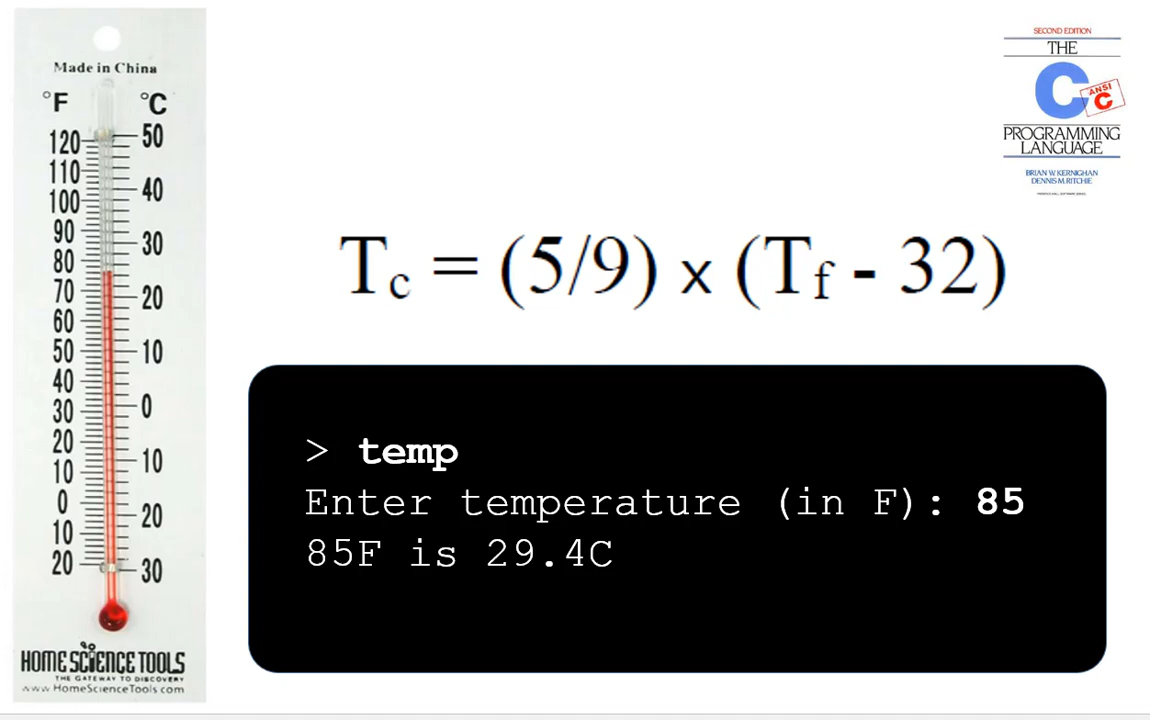 Made in China
°F °C
120 50
110
100 40
90
80 30
70
60 20
50 10
40
30 0
20
10 10
0
10 20
20 30
HOME SCIENCE TOOLS
THE GATEWAY TO DISCOVERY
www.HomeScienceTools.com
SECOND EDITION
THE
C
ANSI
C
PROGRAMMING
LANGUAGE
BRIAN W. KERNIGHAN
DENNIS M. RITCHIE
Tc = (5/9) x (Tf - 32)
> temp
Enter temperature (in F): 85
85F is 29.4C